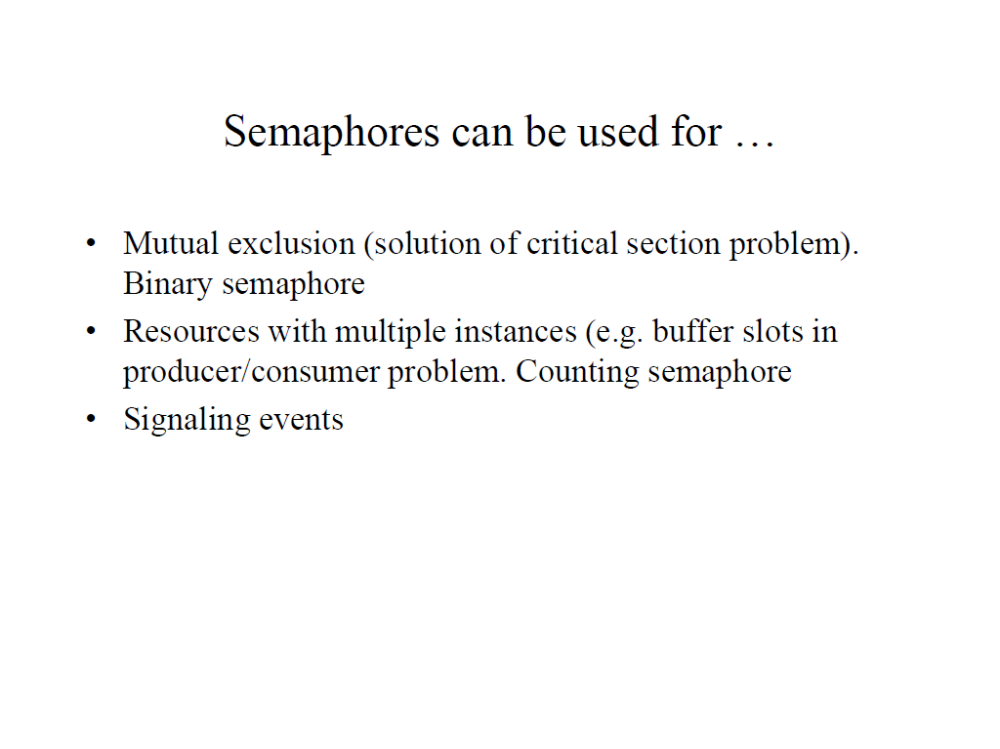 Semaphores can be used for …
• Mutual exclusion (solution of critical section problem).
Binary semaphore
• Resources with multiple instances (e.g. buffer slots in
producer/consumer problem. Counting semaphore
• Signaling events